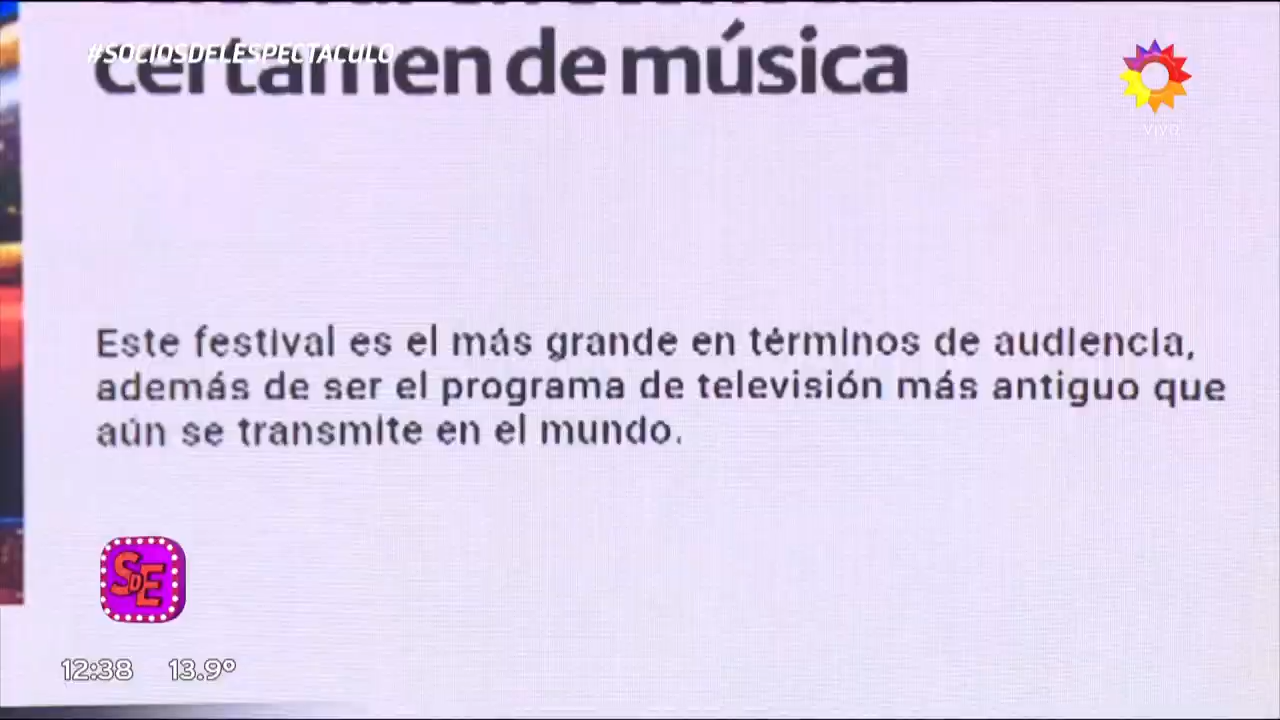 #SOCIOSDELESPECTACULO
certamen de música
VIVO
Este festival es el más grande en términos de audiencia,
además de ser el programa de televisión más antiguo que
aún se transmite en el mundo.
SDE
12:38 13.9°